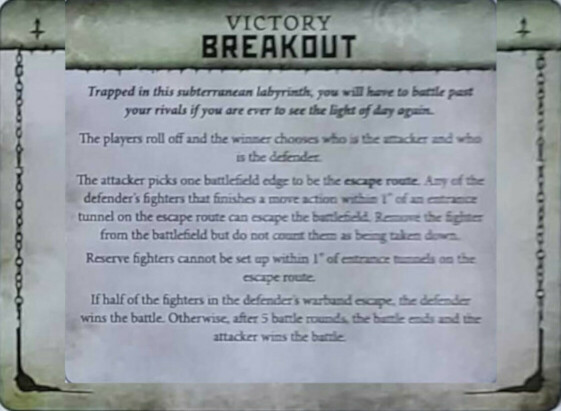 VICTORY
BREAKOUT
Trapped in this subterranean labyrinth, you will have to battle past
your rivals if you are ever to see the light of day again.
The players roll off and the winner chooses who is the attacker and who
is the defender.
The attacker picks one battlefield edge to be the escape route. Any of the
defender's fighters that finishes a move action within 1" of an entrance
tunnel on the escape route can escape the battlefield. Remove the fighter
from the battlefield but do not count them as being taken down.
Reserve fighters cannot be set up within 1" of entrance tunnels on the
escape route.
If half of the fighters in the defender's warband escape, the defender
wins the battle. Otherwise, after 5 battle rounds, the battle ends and the
attacker wins the battle.